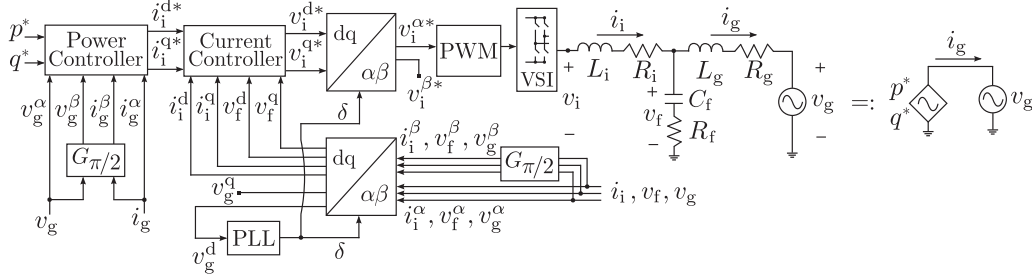 p* q*
Power Controller
i_i^{d*} i_i^{q*}
Current Controller
v_i^{d*} v_i^{q*}
dq αβ
v_i^{α*}
v_i^{β*}
PWM
VSI
+ v_i −
i_i
L_i R_i
+ v_f −
C_f
R_f
i_g
L_g R_g
+ v_g −
=:
p* q*
i_g
v_g
v_g^α v_g^β i_g^β i_g^α
G_{π/2}
v_g i_g
i_i^d i_i^q v_f^d v_f^q
δ
dq αβ
i_i^β, v_f^β, v_g^β
G_{π/2}
i_i, v_f, v_g
i_i^α, v_f^α, v_g^α
v_g^q
v_g^d
PLL
δ